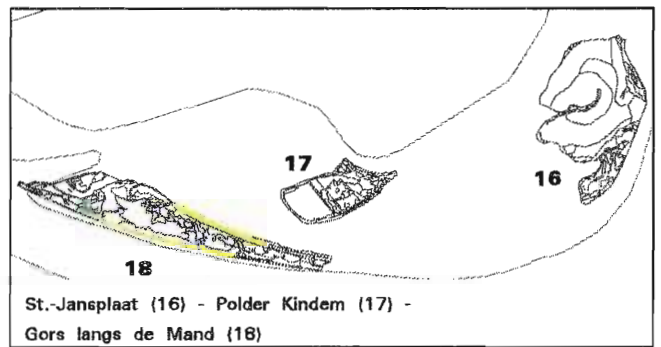 17
16
18
St.-Jansplaat (16) - Polder Kindem (17) -
Gors langs de Mand (18)